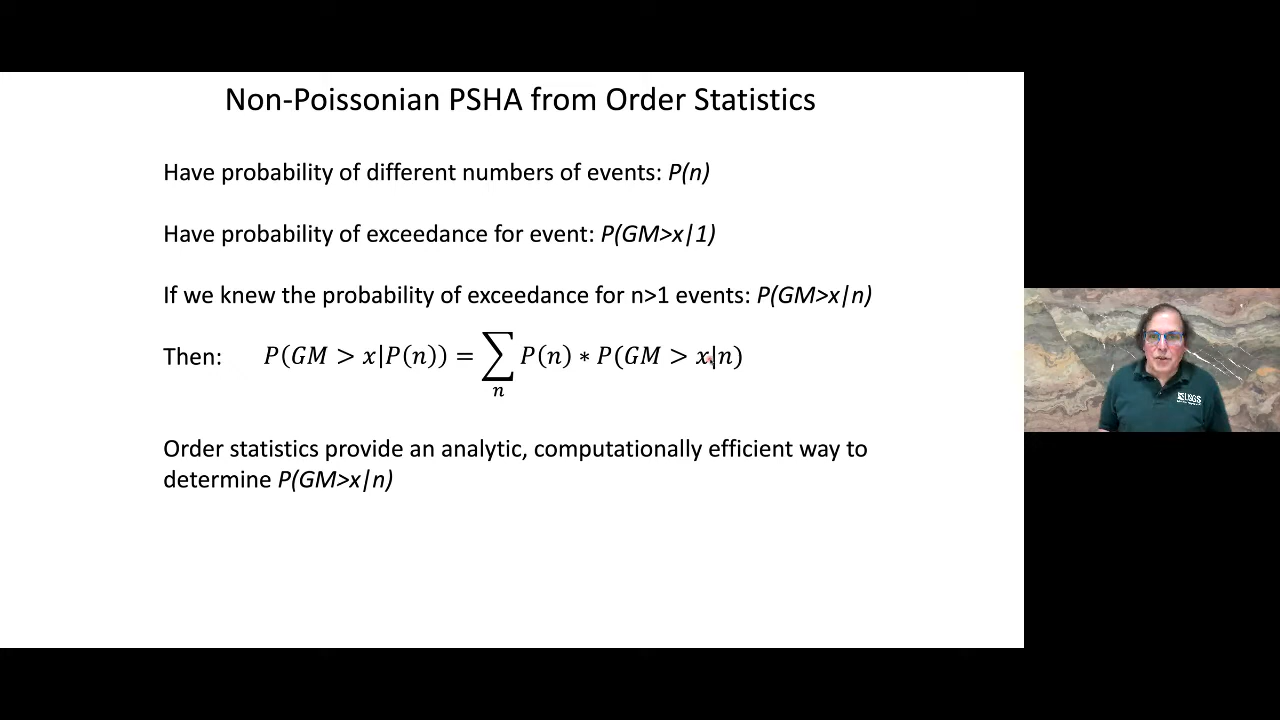 Non-Poissonian PSHA from Order Statistics
Have probability of different numbers of events: P(n)
Have probability of exceedance for event: P(GM>x|1)
If we knew the probability of exceedance for n>1 events: P(GM>x|n)
Then: P(GM > x|P(n)) = ∑ P(n) ∗ P(GM > x|n)
n
Order statistics provide an analytic, computationally efficient way to
determine P(GM>x|n)
USGS